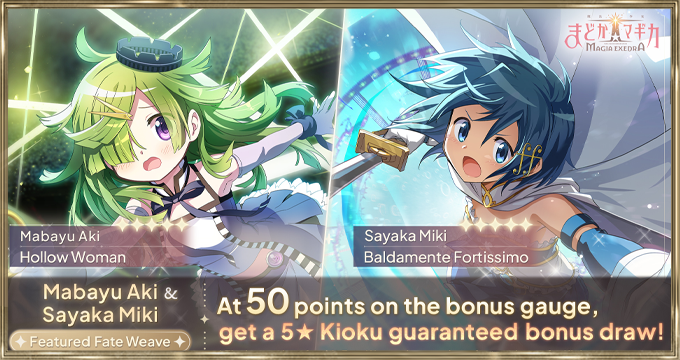 まどか マギカ
MAGIA EXEDRA
Mabayu Aki
Hollow Woman
Sayaka Miki
Baldamente Fortissimo
Mabayu Aki &
Sayaka Miki
Featured Fate Weave
At 50 points on the bonus gauge,
get a 5★ Kioku guaranteed bonus draw!